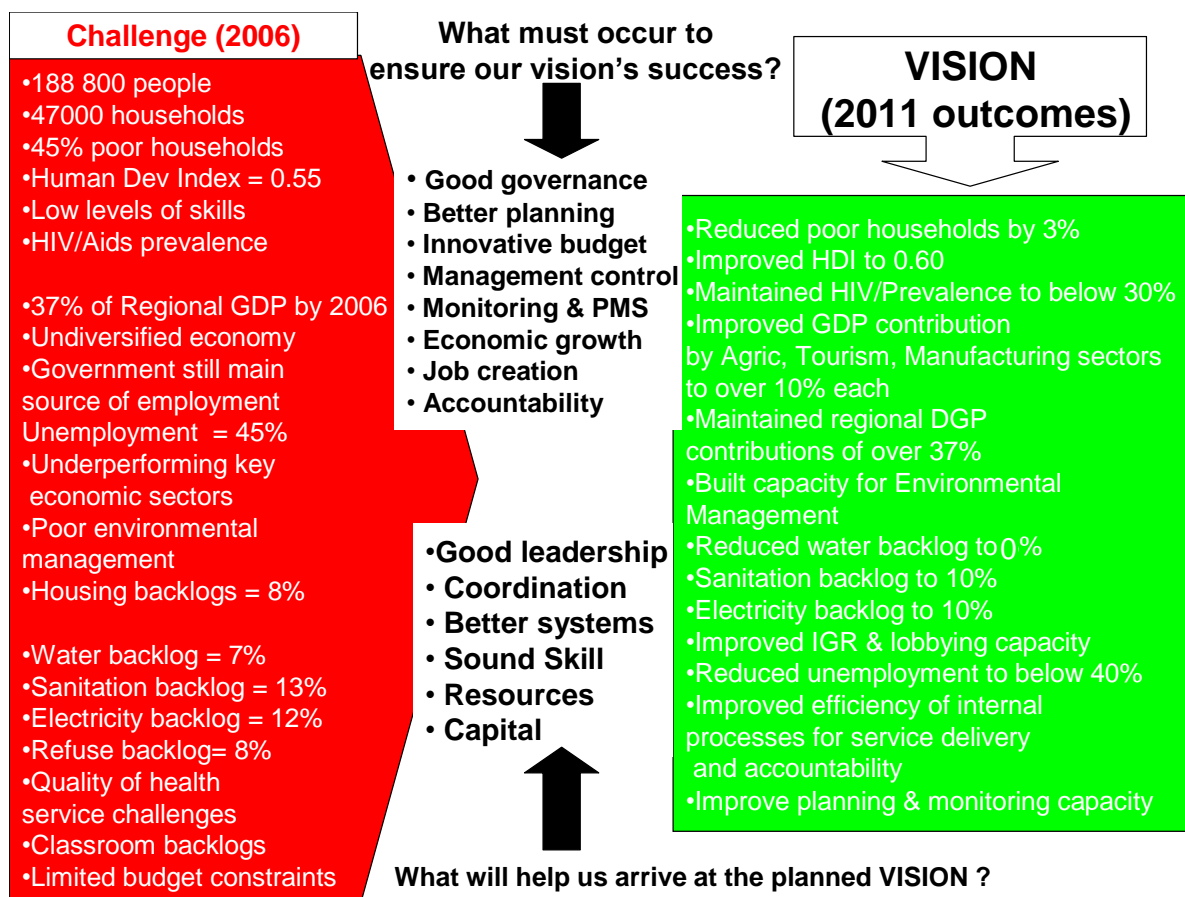 Challenge (2006)
•188 800 people
•47000 households
•45% poor households
•Human Dev Index = 0.55
•Low levels of skills
•HIV/Aids prevalence
•37% of Regional GDP by 2006
•Undiversified economy
•Government still main
source of employment
Unemployment = 45%
•Underperforming key
economic sectors
•Poor environmental
management
•Housing backlogs = 8%
•Water backlog = 7%
•Sanitation backlog = 13%
•Electricity backlog = 12%
•Refuse backlog= 8%
•Quality of health
service challenges
•Classroom backlogs
•Limited budget constraints
What must occur to
ensure our vision's success?
• Good governance
• Better planning
• Innovative budget
• Management control
• Monitoring & PMS
• Economic growth
• Job creation
• Accountability
•Good leadership
• Coordination
• Better systems
• Sound Skill
• Resources
• Capital
What will help us arrive at the planned VISION ?
VISION
(2011 outcomes)
•Reduced poor households by 3%
•Improved HDI to 0.60
•Maintained HIV/Prevalence to below 30%
•Improved GDP contribution
by Agric, Tourism, Manufacturing sectors
to over 10% each
•Maintained regional DGP
contributions of over 37%
•Built capacity for Environmental
Management
•Reduced water backlog to 0%
•Sanitation backlog to 10%
•Electricity backlog to 10%
•Improved IGR & lobbying capacity
•Reduced unemployment to below 40%
•Improved efficiency of internal
processes for service delivery
and accountability
•Improve planning & monitoring capacity